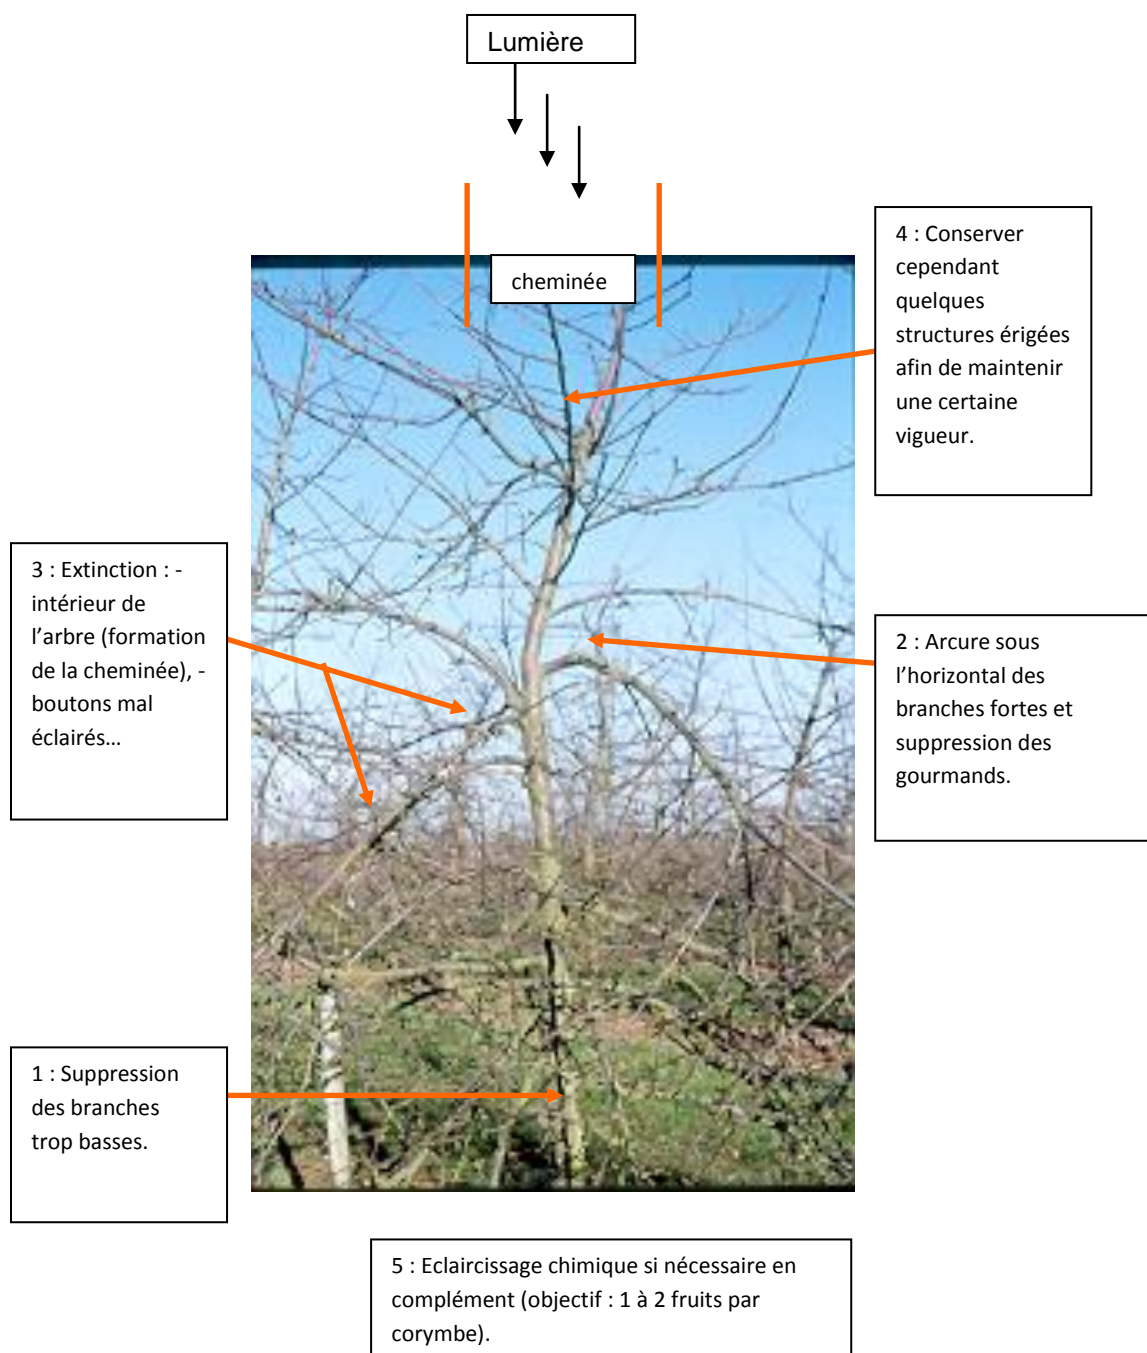 Lumière
cheminée
4 : Conserver
cependant
quelques
structures érigées
afin de maintenir
une certaine
vigueur.
3 : Extinction : -
intérieur de
l’arbre (formation
de la cheminée), -
boutons mal
éclairés...
2 : Arcure sous
l’horizontal des
branches fortes et
suppression des
gourmands.
1 : Suppression
des branches
trop basses.
5 : Eclaircissage chimique si nécessaire en
complément (objectif : 1 à 2 fruits par
corymbe).